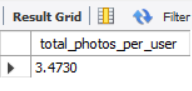 Result Grid Filter
total_photos_per_user
3.4730